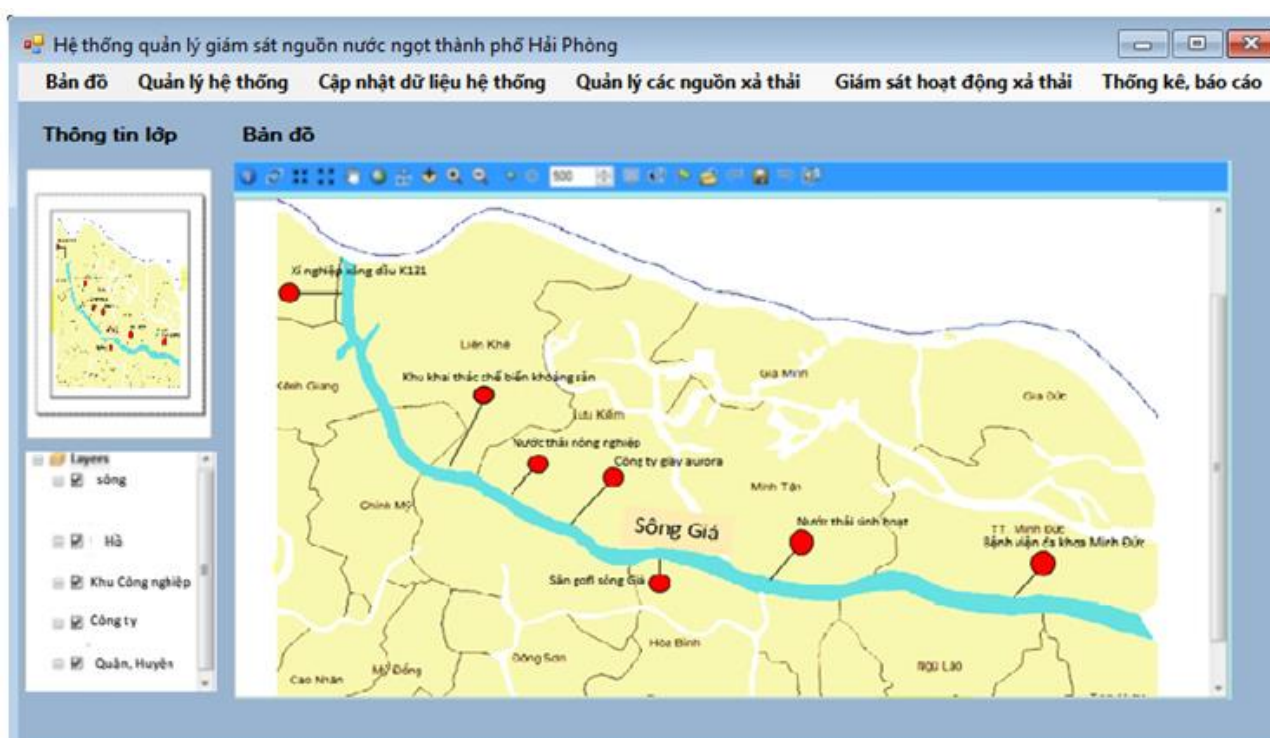 Hệ thống quản lý giám sát nguồn nước ngọt thành phố Hải Phòng
Bản đồ Quản lý hệ thống Cập nhật dữ liệu hệ thống Quản lý các nguồn xả thải Giám sát hoạt động xả thải Thống kê, báo cáo
Thông tin lớp Bản đồ
500
Xí nghiệp xăng dầu K131
Liên Khê
Kênh Giang
Khu khai thác chế biến khoáng sản
Gia Minh
Gia Đức
Lưu Kiếm
Nước thải nông nghiệp
Công ty giày aurora
Minh Tân
Chính Mỹ
Sông Giá
Nước thải sinh hoạt
TT. Minh Đức
Bệnh viện đa khoa Minh Đức
Sân golf sông Giá
Hòa Bình
Đông Sơn
Mỹ Đồng
Cao Nhân
Ngũ Lão
Layers
sông
Hồ
Khu Công nghiệp
Công ty
Quận, Huyện